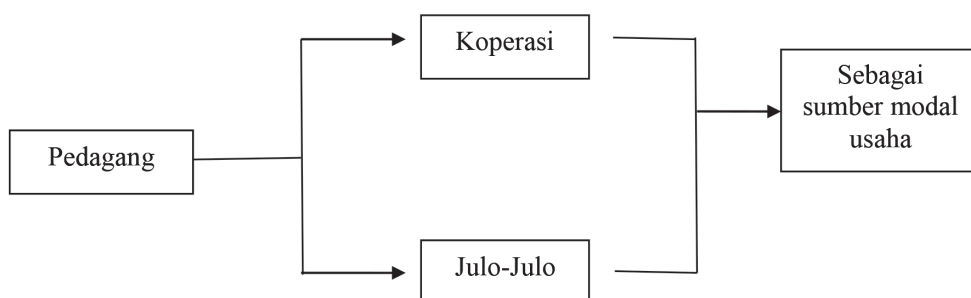 Pedagang
Koperasi
Julo-Julo
Sebagai
sumber modal
usaha